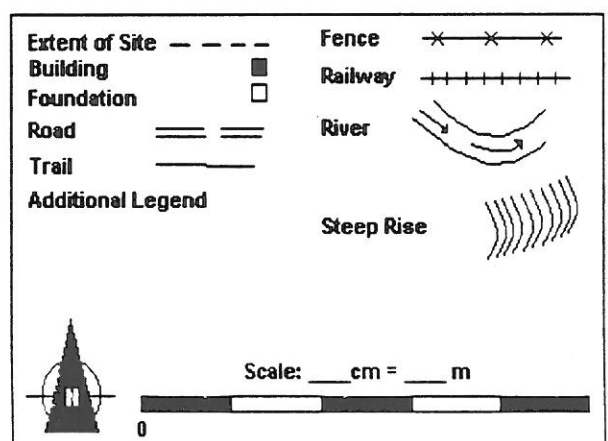 Extent of Site
Building
Foundation
Road
Trail
Additional Legend
Fence
Railway
River
Steep Rise
N
Scale: ___cm = ___ m
0